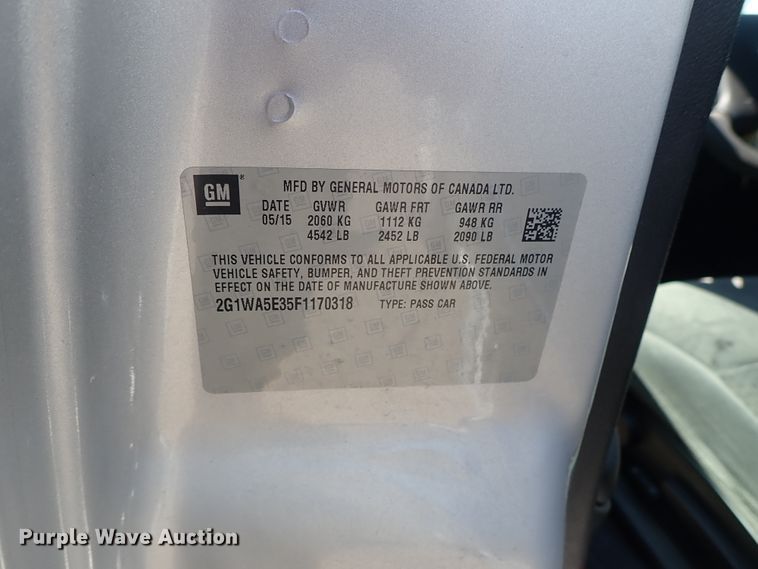 GM ® MFD BY GENERAL MOTORS OF CANADA LTD.
DATE GVWR GAWR FRT GAWR RR
05/15 2060 KG 1112 KG 948 KG
4542 LB 2452 LB 2090 LB
THIS VEHICLE CONFORMS TO ALL APPLICABLE U.S. FEDERAL MOTOR
VEHICLE SAFETY, BUMPER, AND THEFT PREVENTION STANDARDS IN
EFFECT ON THE DATE OF MANUFACTURE SHOWN ABOVE.
2G1WA5E35F1170318 TYPE: PASS CAR
Purple Wave Auction